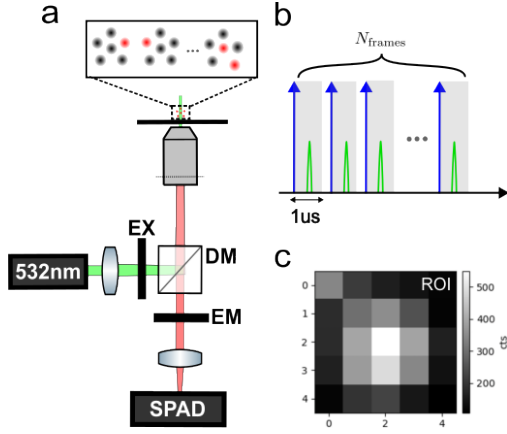 a
...
EX
DM
532nm
EM
SPAD
b
N_frames
...
1us
c
ROI
0
1
2
3
4
0
2
4
500
400
300
200
cts